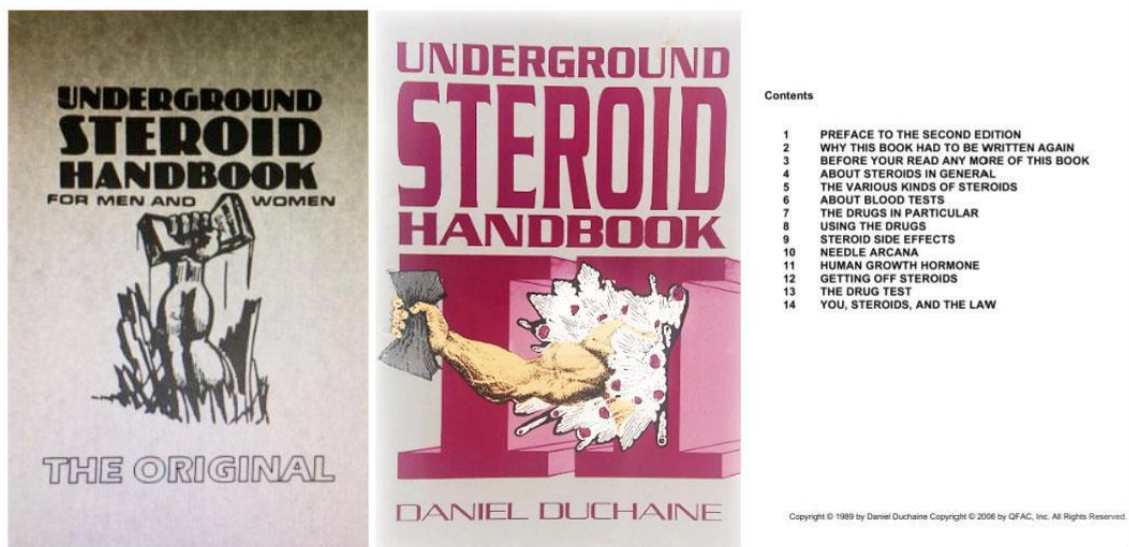 UNDERGROUND
STEROID
HANDBOOK
FOR MEN AND WOMEN
THE ORIGINAL
UNDERGROUND
STEROID
HANDBOOK
II
DANIEL DUCHAINE
Contents
1 PREFACE TO THE SECOND EDITION
2 WHY THIS BOOK HAD TO BE WRITTEN AGAIN
3 BEFORE YOUR READ ANY MORE OF THIS BOOK
4 ABOUT STEROIDS IN GENERAL
5 THE VARIOUS KINDS OF STEROIDS
6 ABOUT BLOOD TESTS
7 THE DRUGS IN PARTICULAR
8 USING THE DRUGS
9 STEROID SIDE EFFECTS
10 NEEDLE ARCANA
11 HUMAN GROWTH HORMONE
12 GETTING OFF STEROIDS
13 THE DRUG TEST
14 YOU, STEROIDS, AND THE LAW
Copyright © 1989 by Daniel Duchaine Copyright © 2006 by QFAC, Inc. All Rights Reserved.